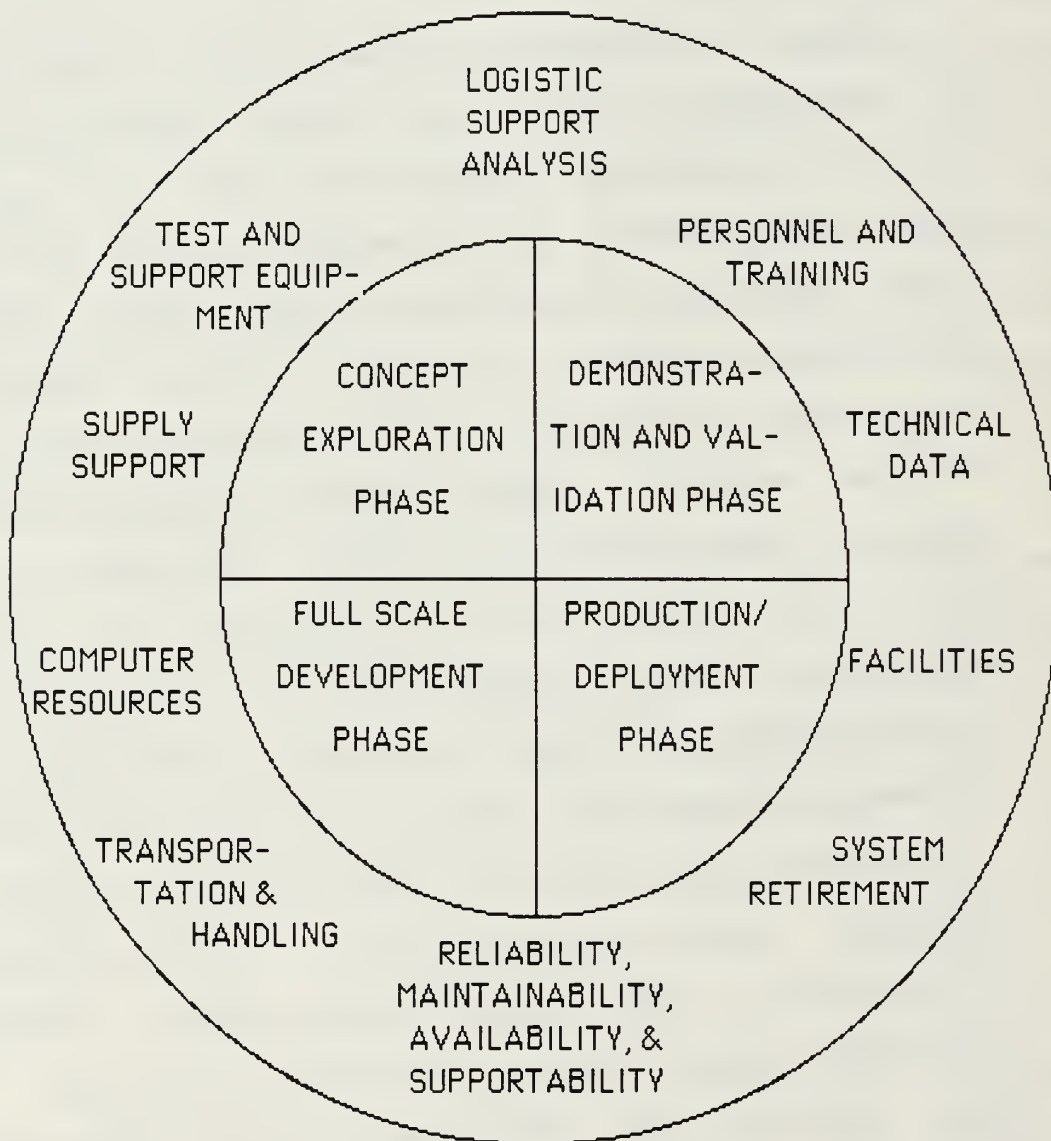 LOGISTIC
SUPPORT
ANALYSIS
TEST AND
SUPPORT EQUIP-
MENT
PERSONNEL AND
TRAINING
CONCEPT
EXPLORATION
PHASE
DEMONSTRA-
TION AND VAL-
IDATION PHASE
SUPPLY
SUPPORT
TECHNICAL
DATA
FULL SCALE
DEVELOPMENT
PHASE
PRODUCTION/
DEPLOYMENT
PHASE
COMPUTER
RESOURCES
FACILITIES
TRANSPOR-
TATION &
HANDLING
SYSTEM
RETIREMENT
RELIABILITY,
MAINTAINABILITY,
AVAILABILITY, &
SUPPORTABILITY